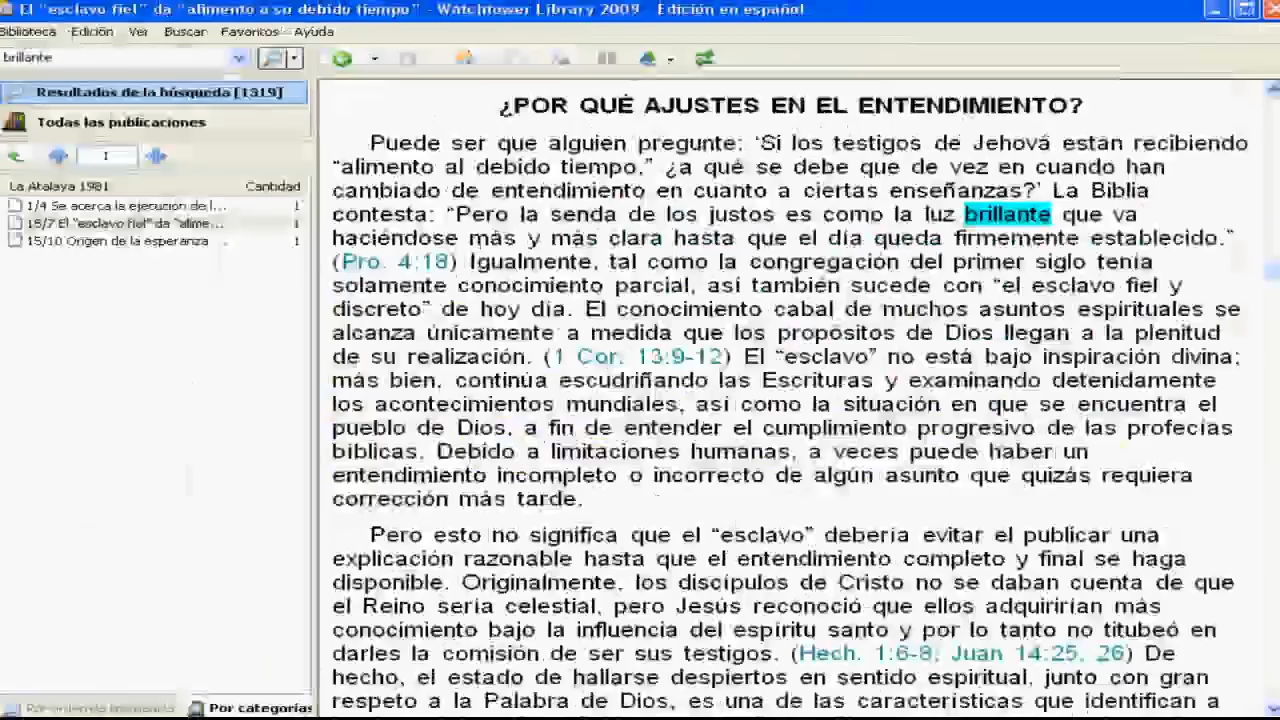 El "esclavo fiel" da "alimento a su debido tiempo" - Watchtower Library 2009 - Edición en español
Biblioteca Edición Ver Buscar Favoritos Ayuda
brillante
Resultados de la búsqueda [1319]
Todas las publicaciones
1
La Atalaya 1981 Cantidad
1/4 Se acerca la ejecución de l... 1
15/7 El "esclavo fiel" da "alime... 1
15/10 Origen de la esperanza ... 1
Por categorías
¿POR QUÉ AJUSTES EN EL ENTENDIMIENTO?
Puede ser que alguien pregunte: ‘Si los testigos de Jehová están recibiendo
“alimento al debido tiempo,” ¿a qué se debe que de vez en cuando han
cambiado de entendimiento en cuanto a ciertas enseñanzas?’ La Biblia
contesta: “Pero la senda de los justos es como la luz brillante que va
haciéndose más y más clara hasta que el día queda firmemente establecido.”
(Pro. 4:18) Igualmente, tal como la congregación del primer siglo tenía
solamente conocimiento parcial, así también sucede con “el esclavo fiel y
discreto” de hoy día. El conocimiento cabal de muchos asuntos espirituales se
alcanza únicamente a medida que los propósitos de Dios llegan a la plenitud
de su realización. (1 Cor. 13:9-12) El “esclavo” no está bajo inspiración divina;
más bien, continúa escudriñando las Escrituras y examinando detenidamente
los acontecimientos mundiales, así como la situación en que se encuentra el
pueblo de Dios, a fin de entender el cumplimiento progresivo de las profecías
bíblicas. Debido a limitaciones humanas, a veces puede haber un
entendimiento incompleto o incorrecto de algún asunto que quizás requiera
corrección más tarde.
Pero esto no significa que el “esclavo” debería evitar el publicar una
explicación razonable hasta que el entendimiento completo y final se haga
disponible. Originalmente, los discípulos de Cristo no se daban cuenta de que
el Reino sería celestial, pero Jesús reconoció que ellos adquirirían más
conocimiento bajo la influencia del espíritu santo y por lo tanto no titubeó en
darles la comisión de ser sus testigos. (Hech. 1:6-8; Juan 14:25, 26) De
hecho, el estado de hallarse despiertos en sentido espiritual, junto con gran
respeto a la Palabra de Dios, es una de las características que identifican a